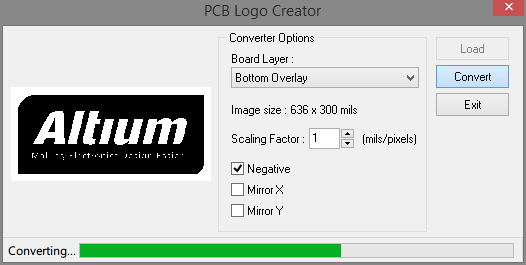 PCB Logo Creator
Converter Options
Board Layer :
Bottom Overlay
Image size : 636 x 300 mils
Scaling Factor : 1 (mils/pixels)
Negative
Mirror X
Mirror Y
Load
Convert
Exit
Altium
Making Electronics Design Easier
Converting...